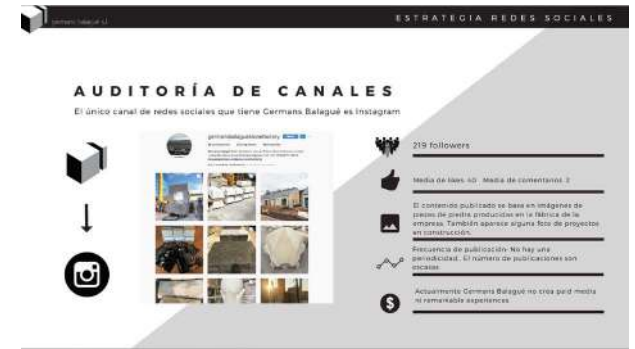 germans balagué s.l.
ESTRATEGIA REDES SOCIALES
AUDITORÍA DE CANALES
El único canal de redes sociales que tiene Germans Balagué es Instagram
219 followers
Media de likes: 40 . Media de comentarios: 2
El contenido publicado se basa en imágenes de
piezas de piedra producidas en la fábrica de la
empresa. También aparece alguna foto de proyectos
en construcción.
Frecuencia de publicación: No hay una
periodicidad . El número de publicaciones son
escasas
Actualmente Germans Balagué no crea paid media
ni remarkable experiences